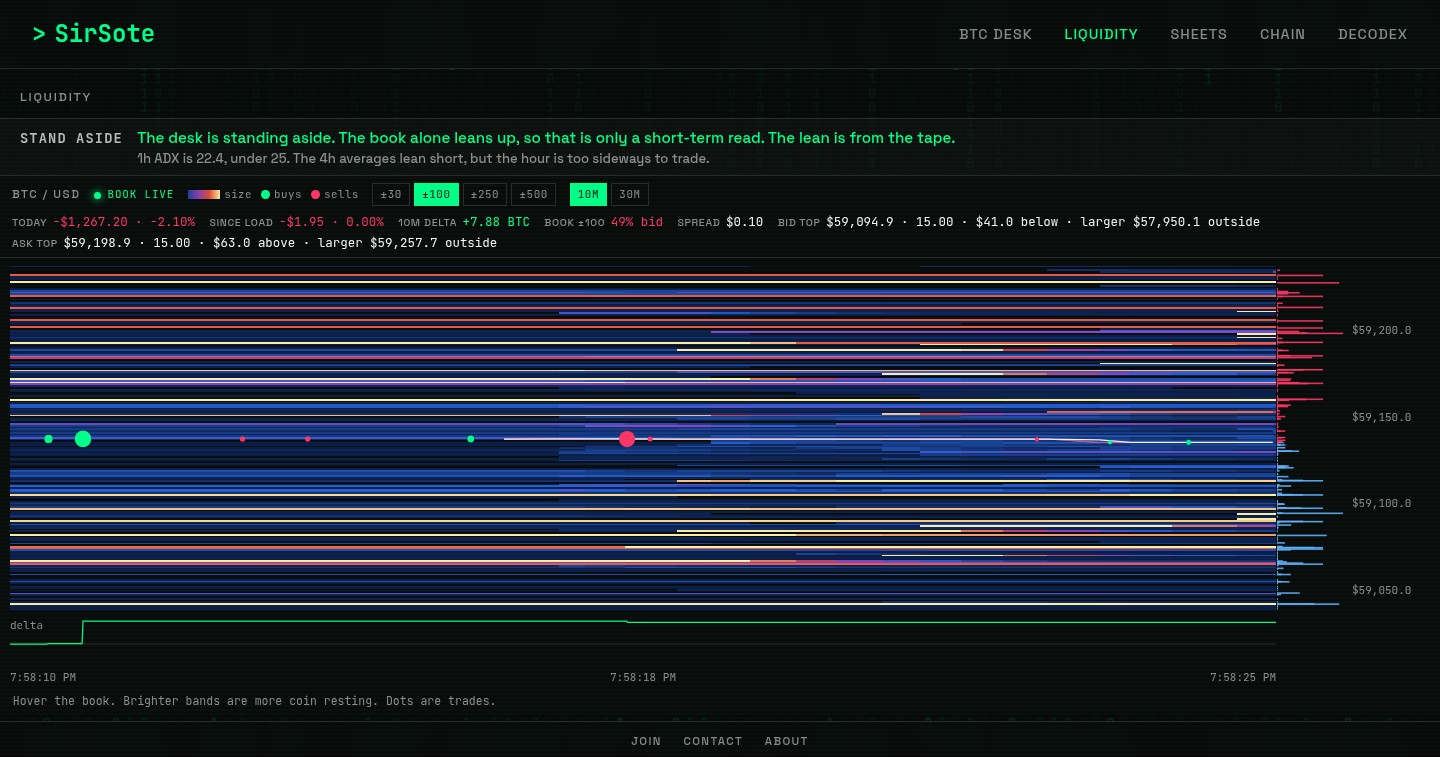 > SirSote
BTC DESK LIQUIDITY SHEETS CHAIN DECODEX
LIQUIDITY
STAND ASIDE The desk is standing aside. The book alone leans up, so that is only a short-term read. The lean is from the tape.
1h ADX is 22.4, under 25. The 4h averages lean short, but the hour is too sideways to trade.
BTC / USD BOOK LIVE size buys sells ±30 ±100 ±250 ±500 10M 30M
TODAY -$1,267.20 · -2.10% SINCE LOAD -$1.95 · 0.00% 10M DELTA +7.88 BTC BOOK ±100 49% bid SPREAD $0.10 BID TOP $59,094.9 · 15.00 · $41.0 below · larger $57,950.1 outside
ASK TOP $59,198.9 · 15.00 · $63.0 above · larger $59,257.7 outside
$59,200.0
$59,150.0
$59,100.0
$59,050.0
delta
7:58:10 PM 7:58:18 PM 7:58:25 PM
Hover the book. Brighter bands are more coin resting. Dots are trades.
JOIN CONTACT ABOUT